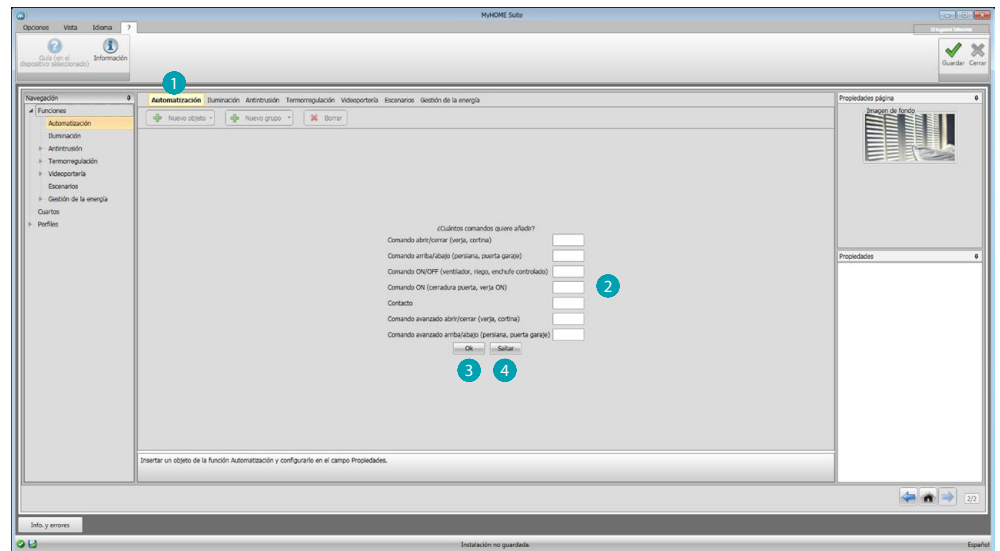 MyHOME Suite
Opciones Vista Idioma ?
Guía (en el
dispositivo seleccionado)
Información
Guardar Cerrar
1
Navegación
Funciones
Automatización
Iluminación
Antintrusión
Termorregulación
Videoportería
Escenarios
Gestión de la energía
Cuartos
Perfiles
Automatización Iluminación Antintrusión Termorregulación Videoportería Escenarios Gestión de la energía
Nuevo objeto Nuevo grupo Borrar
¿Cuántos comandos quiere añadir?
Comando abrir/cerrar (verja, cortina)
Comando arriba/abajo (persiana, puerta garaje)
Comando ON/OFF (ventilador, riego, enchufe controlado)
Comando ON (cerradura puerta, verja ON)
Contacto
Comando avanzado abrir/cerrar (verja, cortina)
Comando avanzado arriba/abajo (persiana, puerta garaje)
2
Ok Saltar
3 4
Insertar un objeto de la función Automatización y configurarlo en el campo Propiedades.
Propiedades página
Imagen de fondo
Propiedades
2/2
Info. y errores
Instalación no guardada.
Español